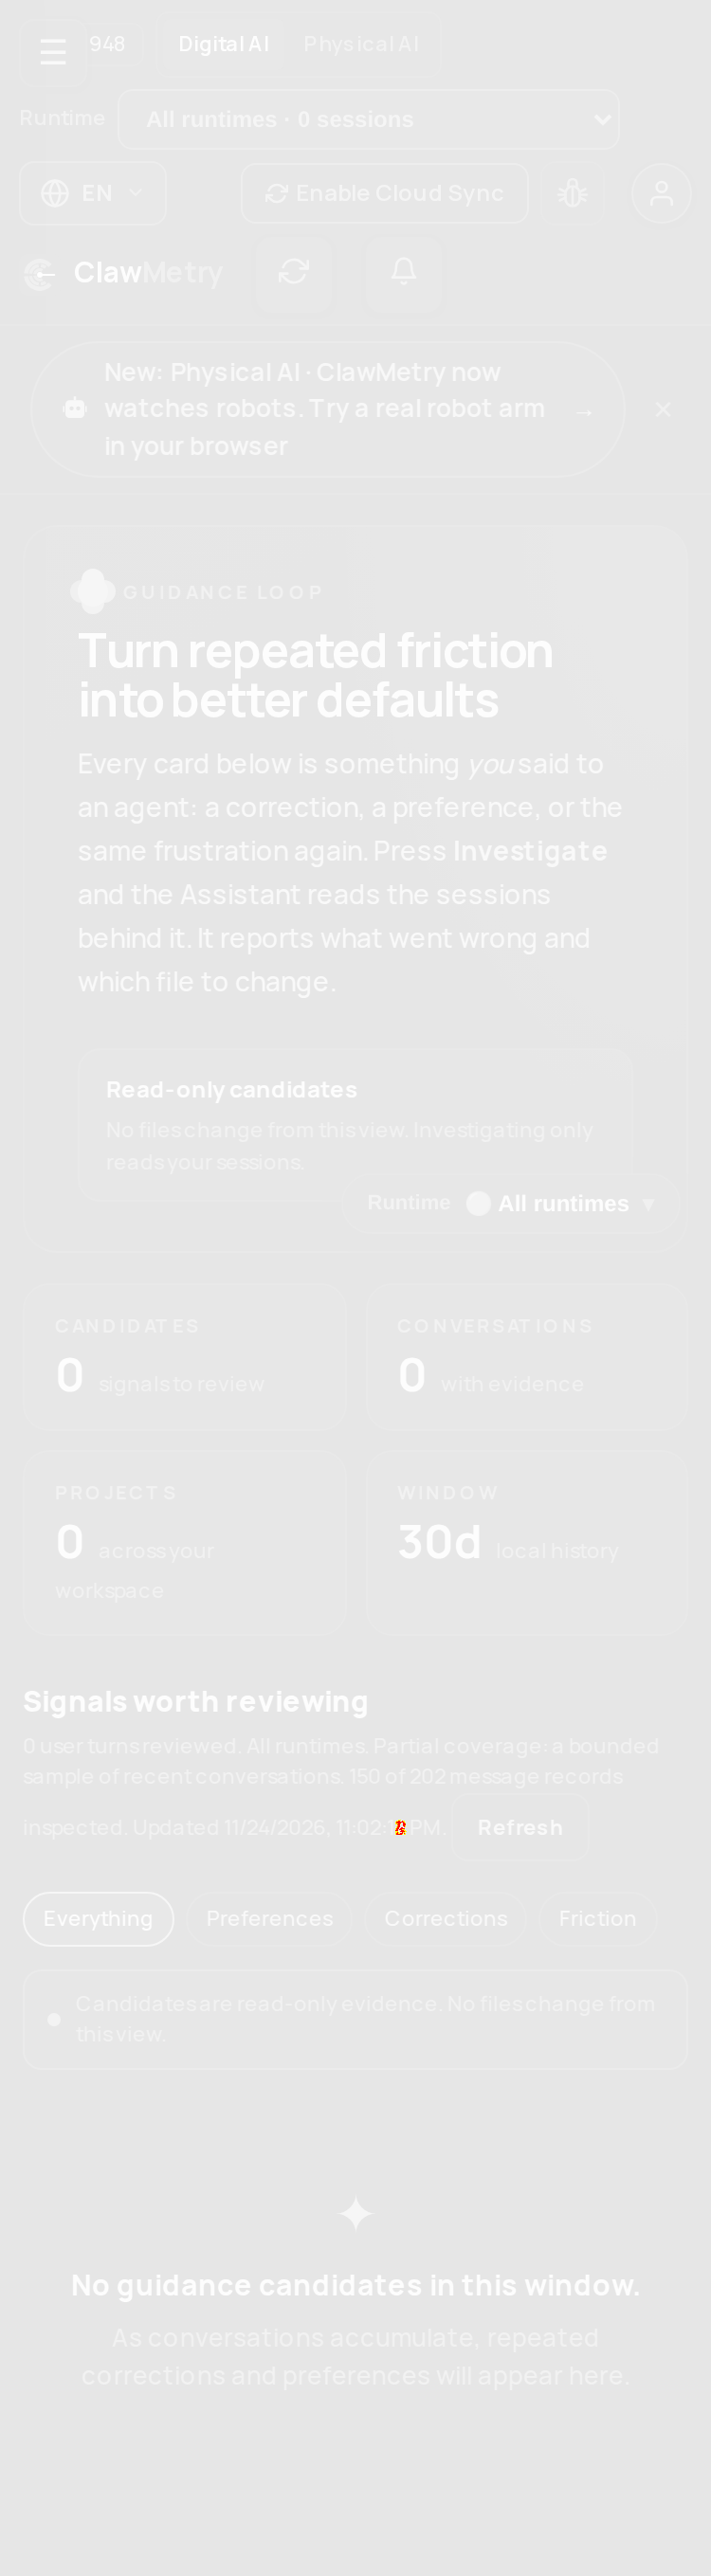 948 Digital AI Physical AI
Runtime All runtimes · 0 sessions
EN Enable Cloud Sync
ClawMetry
New: Physical AI · ClawMetry now
watches robots. Try a real robot arm →
in your browser
GUIDANCE LOOP
Turn repeated friction
into better defaults
Every card below is something you said to
an agent: a correction, a preference, or the
same frustration again. Press Investigate
and the Assistant reads the sessions
behind it. It reports what went wrong and
which file to change.
Read-only candidates
No files change from this view. Investigating only
reads your sessions.
Runtime All runtimes ▾
CANDIDATES
0 signals to review
CONVERSATIONS
0 with evidence
PROJECTS
0 across your
workspace
WINDOW
30d local history
Signals worth reviewing
0 user turns reviewed. All runtimes. Partial coverage: a bounded
sample of recent conversations. 150 of 202 message records
inspected. Updated 11/24/2026, 11:02: PM. Refresh
Everything Preferences Corrections Friction
Candidates are read-only evidence. No files change from
this view.
No guidance candidates in this window.
As conversations accumulate, repeated
corrections and preferences will appear here.